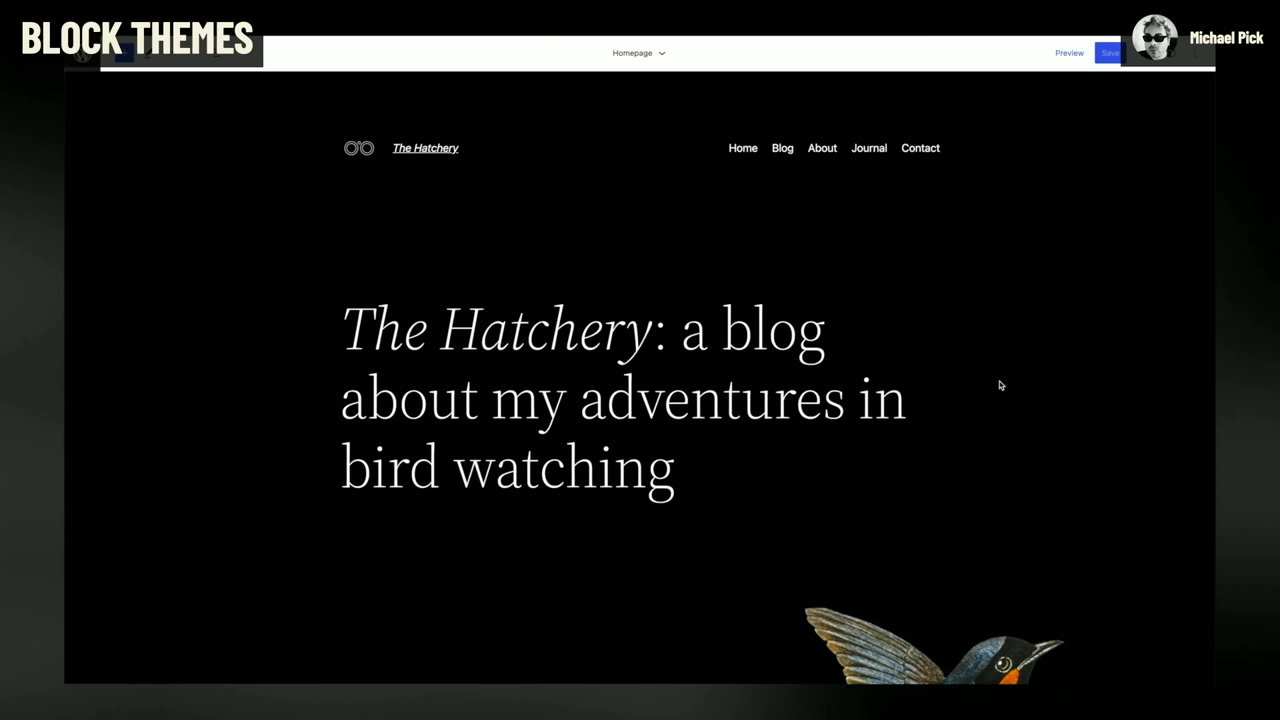 BLOCK THEMES
Michael Pick
Homepage
Preview
Save
The Hatchery
Home Blog About Journal Contact
The Hatchery: a blog
about my adventures in
bird watching